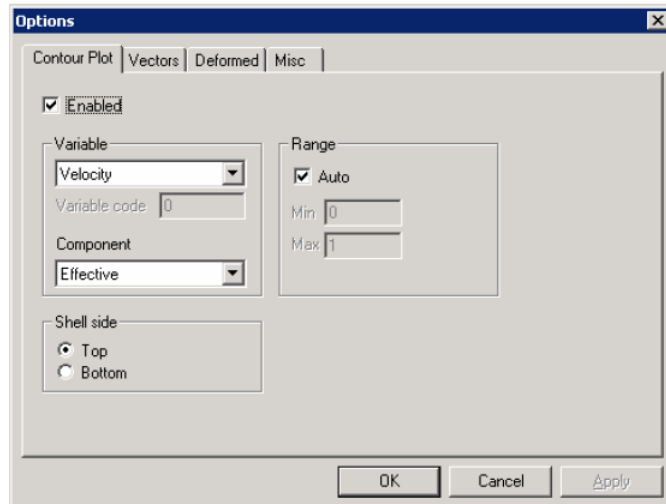 Options
Contour Plot Vectors Deformed Misc
Enabled
Variable
Velocity
Variable code 0
Component
Effective
Range
Auto
Min 0
Max 1
Shell side
Top
Bottom
OK Cancel Apply